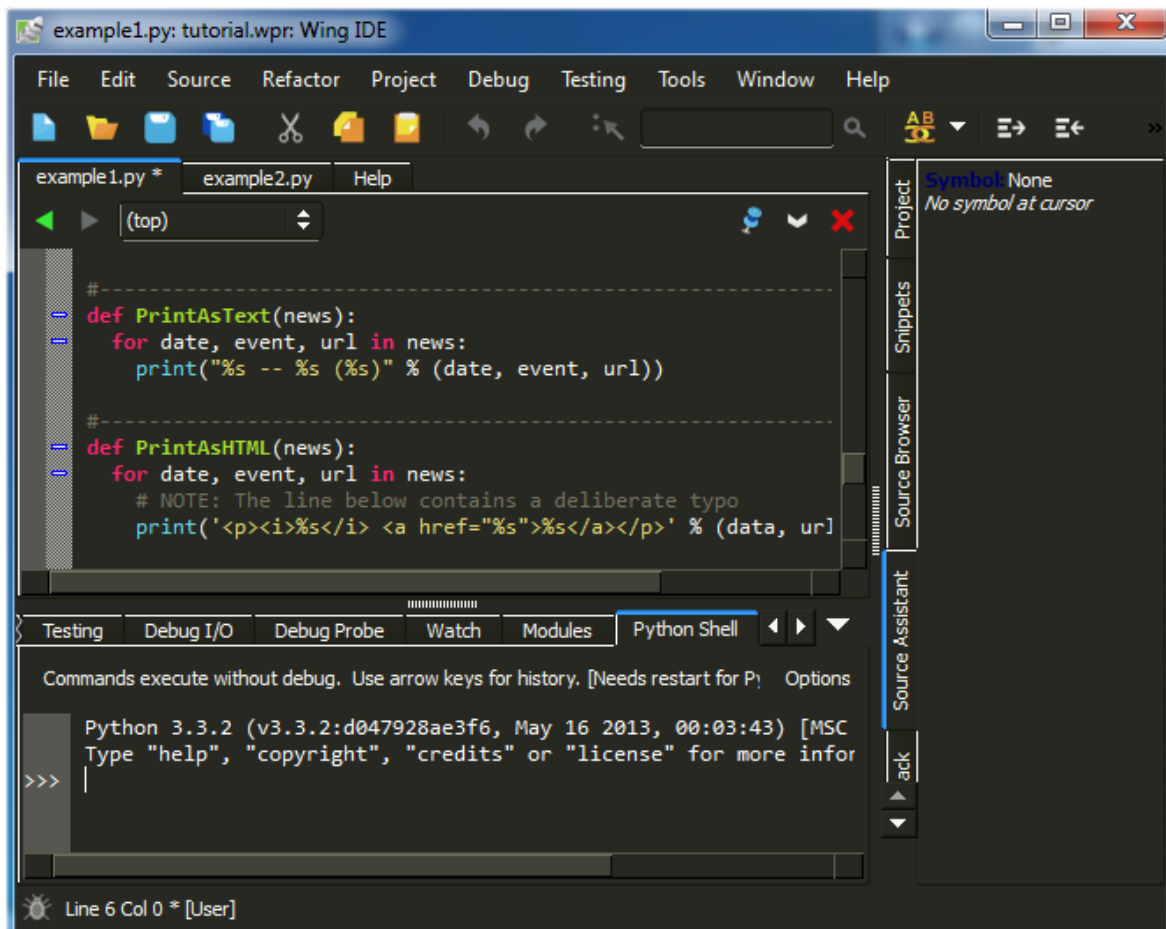 example1.py: tutorial.wpr: Wing IDE
File Edit Source Refactor Project Debug Testing Tools Window Help
example1.py * example2.py Help
(top)
#------------------------------------------------------------
def PrintAsText(news):
  for date, event, url in news:
    print("%s -- %s (%s)" % (date, event, url))
#------------------------------------------------------------
def PrintAsHTML(news):
  for date, event, url in news:
    # NOTE: The line below contains a deliberate typo
    print('<p><i>%s</i> <a href="%s">%s</a></p>' % (data,
Testing Debug I/O Debug Probe Watch Modules Python Shell
Commands execute without debug. Use arrow keys for history. [Needs restart for Options
Python 3.3.2 (v3.3.2:d047928ae3f6, May 16 2013, 00:03:43) [MSC
Type "help", "copyright", "credits" or "license" for more infor
>>>
Line 6 Col 0 * [User]
Project
Snippets
Source Browser
Source Assistant
ack
Symbol: None
No symbol at cursor